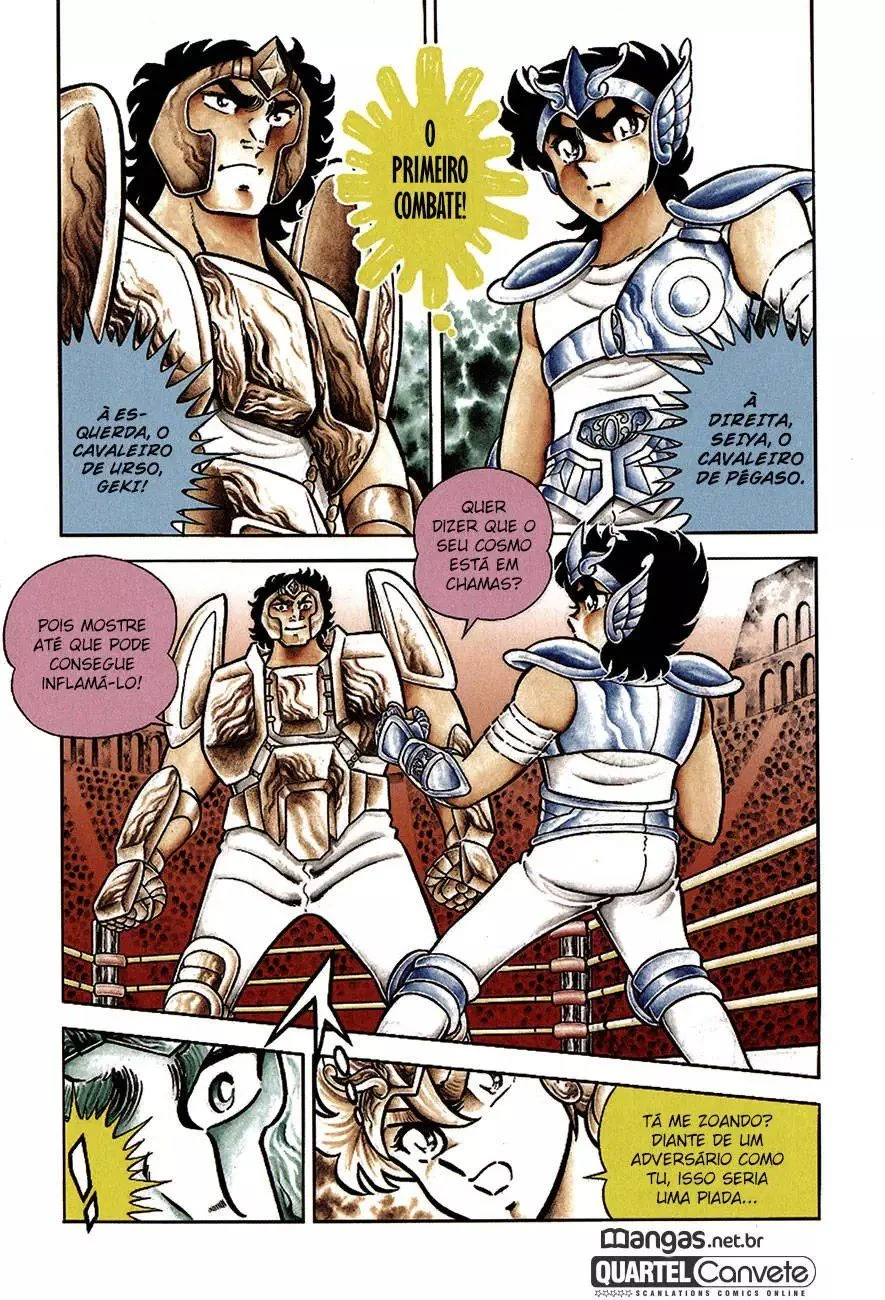 O
PRIMEIRO
COMBATE!
À ES-
QUERDA, O
CAVALEIRO
DE URSO,
GEKI!
À
DIREITA,
SEIYA, O
CAVALEIRO
DE PÉGASO.
QUER
DIZER QUE O
SEU COSMO
ESTÁ EM
CHAMAS?
POIS MOSTRE
ATÉ QUE PODE
CONSEGUE
INFLAMÁ-LO!
!
TÁ ME ZOANDO?
DIANTE DE UM
ADVERSÁRIO COMO
TU, ISSO SERIA
UMA PIADA...
mangas.net.br
QUARTEL Canvete
SCANLATIONS COMICS ONLINE